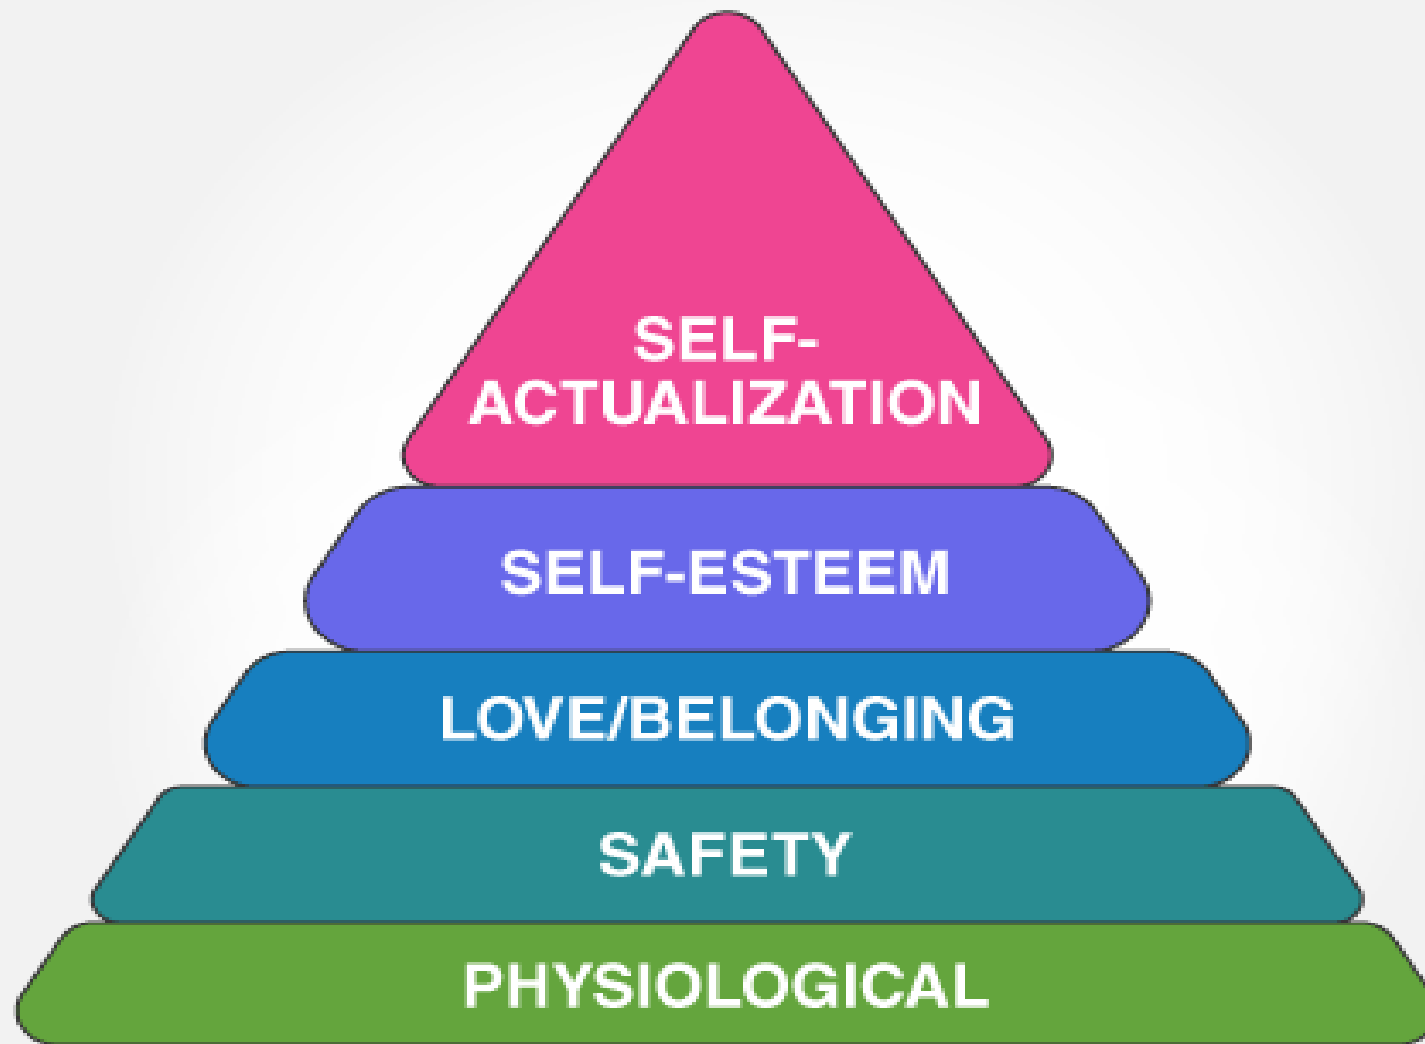 SELF-
ACTUALIZATION
SELF-ESTEEM
LOVE/BELONGING
SAFETY
PHYSIOLOGICAL